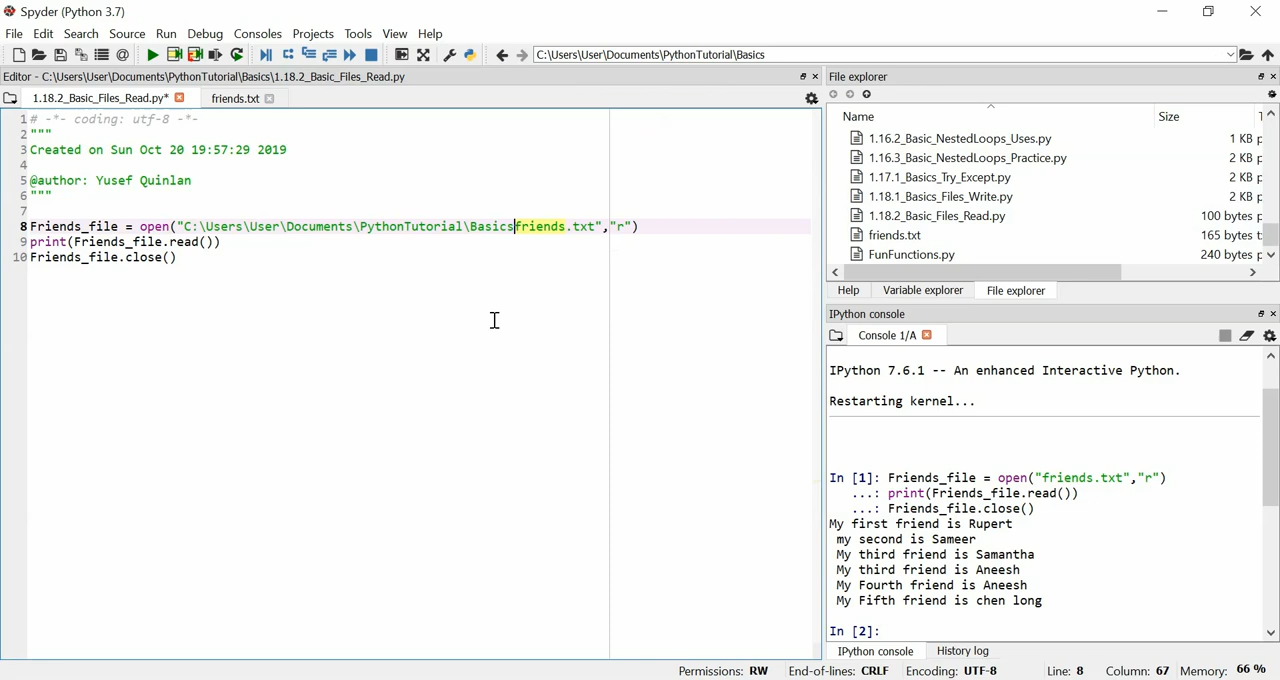 Spyder (Python 3.7)
File Edit Search Source Run Debug Consoles Projects Tools View Help
C:\Users\User\Documents\PythonTutorial\Basics
Editor - C:\Users\User\Documents\PythonTutorial\Basics\1.18.2_Basic_Files_Read.py
1.18.2_Basic_Files_Read.py* friends.txt
1 # -*- coding: utf-8 -*-
2 """
3 Created on Sun Oct 20 19:57:29 2019
4
5 @author: Yusef Quinlan
6 """
7
8 Friends_file = open("C:\Users\User\Documents\PythonTutorial\Basicsfriends.txt","r")
9 print(Friends_file.read())
10 Friends_file.close()
File explorer
Name Size T
1.16.2_Basic_NestedLoops_Uses.py 1 KB p
1.16.3_Basic_NestedLoops_Practice.py 2 KB p
1.17.1_Basics_Try_Except.py 2 KB p
1.18.1_Basics_Files_Write.py 2 KB p
1.18.2_Basic_Files_Read.py 100 bytes p
friends.txt 165 bytes t
FunFunctions.py 240 bytes p
Help Variable explorer File explorer
IPython console
Console 1/A
IPython 7.6.1 -- An enhanced Interactive Python.
Restarting kernel...
In [1]: Friends_file = open("friends.txt","r")
...: print(Friends_file.read())
...: Friends_file.close()
My first friend is Rupert
my second is Sameer
My third friend is Samantha
My third friend is Aneesh
My Fourth friend is Aneesh
My Fifth friend is chen long
In [2]:
IPython console History log
Permissions: RW End-of-lines: CRLF Encoding: UTF-8 Line: 8 Column: 67 Memory: 66 %